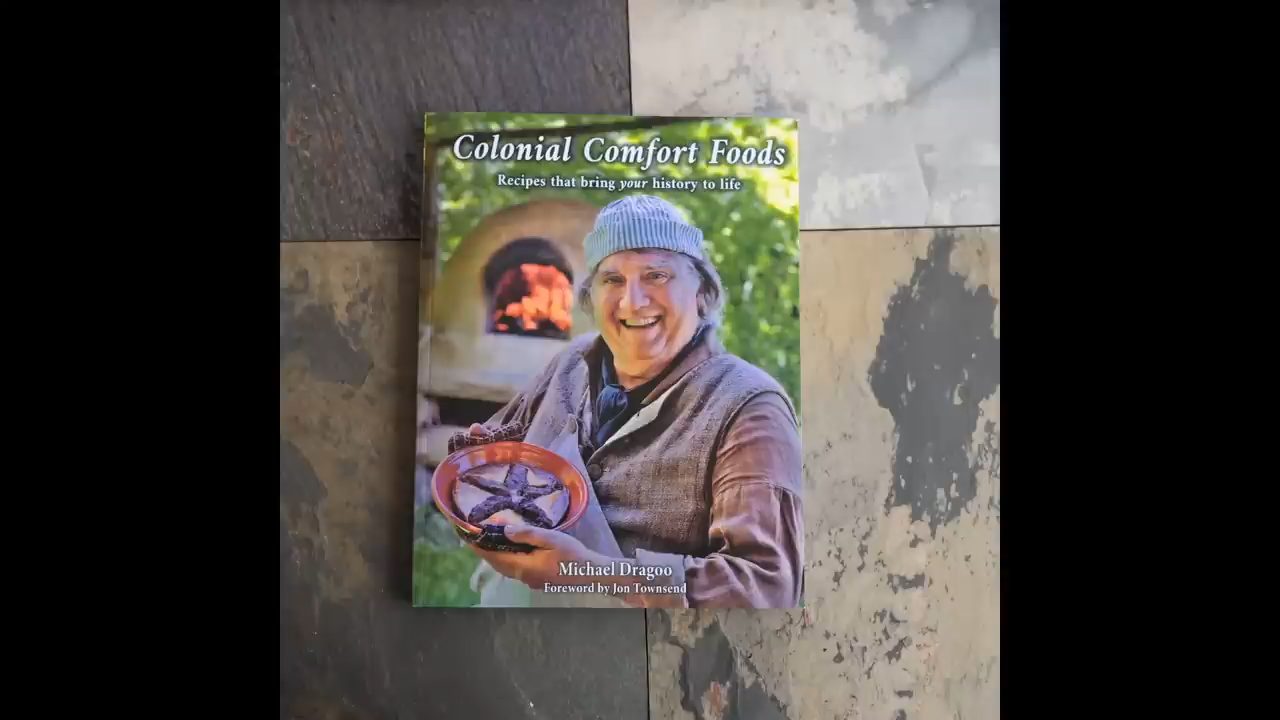 Colonial Comfort Foods
Recipes that bring your history to life
Michael Dragoo
Foreword by Jon Townsend